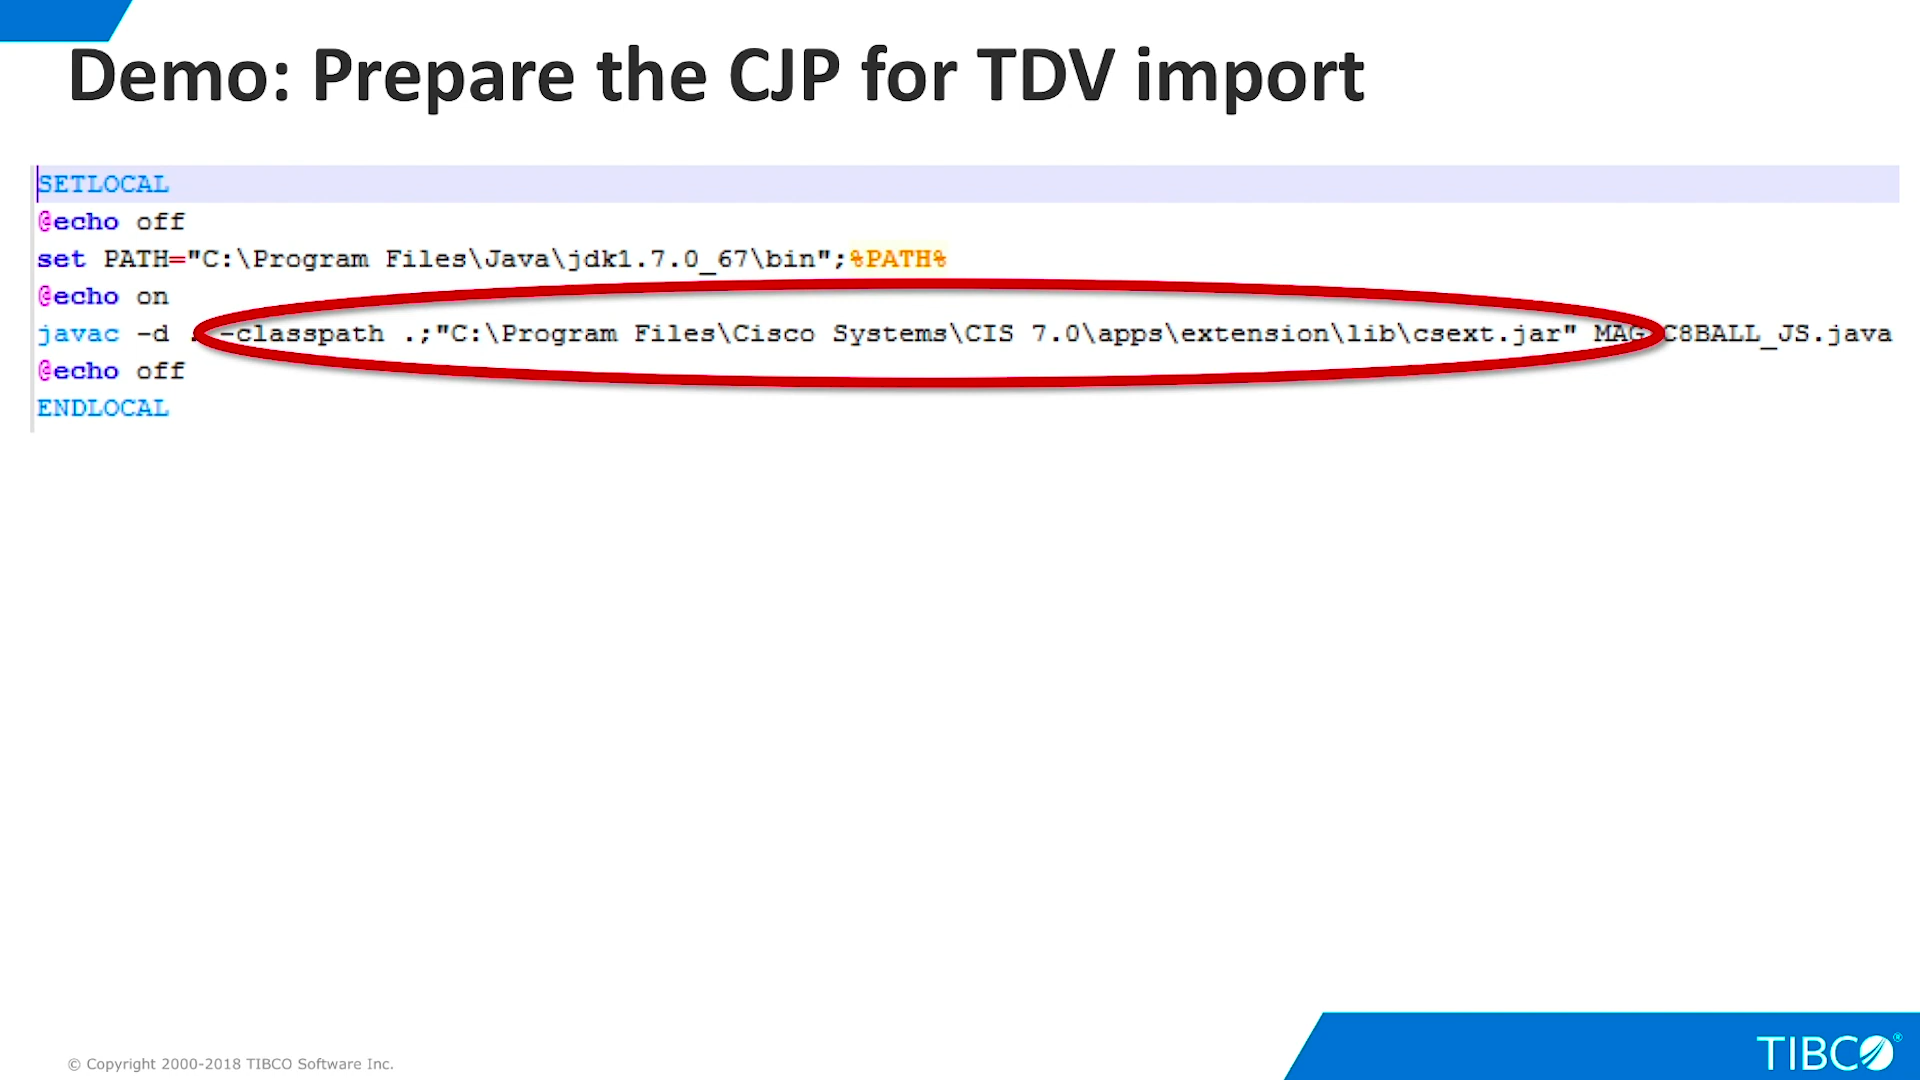 Demo: Prepare the CJP for TDV import
SETLOCAL
@echo off
set PATH="C:\Program Files\Java\jdk1.7.0_67\bin";%PATH%
@echo on
javac -d . -classpath .;"C:\Program Files\Cisco Systems\CIS 7.0\apps\extension\lib\csext.jar" MAGIC8BALL_JS.java
@echo off
ENDLOCAL
© Copyright 2000-2018 TIBCO Software Inc.
TIBCO®